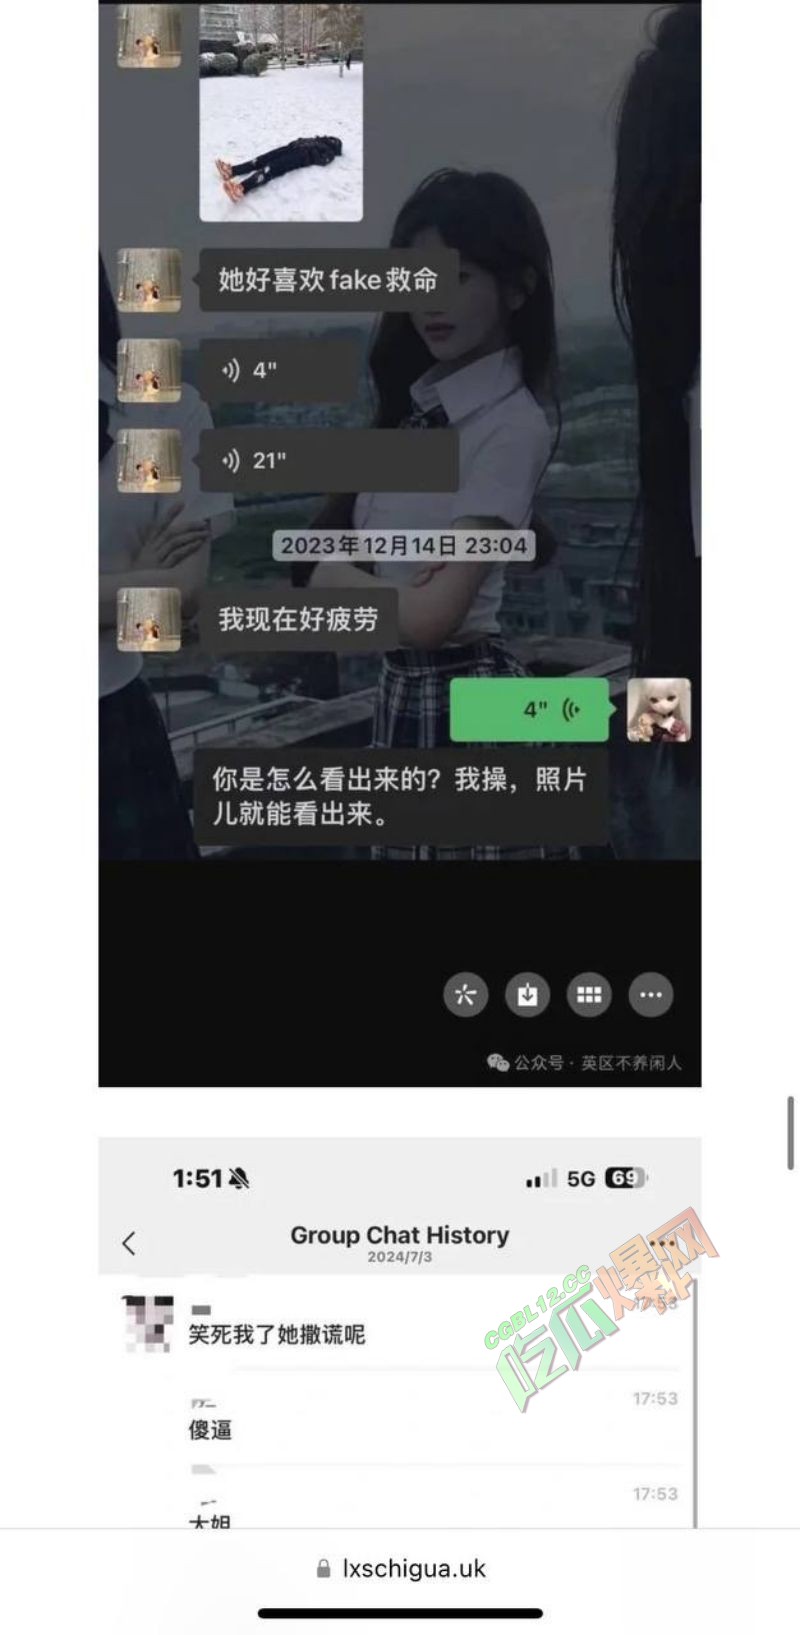 她好喜欢fake救命
4"
21"
2023年12月14日 23:04
我现在好疲劳
4"
你是怎么看出来的？我操，照片
儿就能看出来。
公众号 · 英区不养闲人
1:51
5G 69
Group Chat History
2024/7/3
17:53
笑死我了她撒谎呢
CGBL12.CC
吃瓜爆网
17:53
傻逼
17:53
大姐
lxschigua.uk